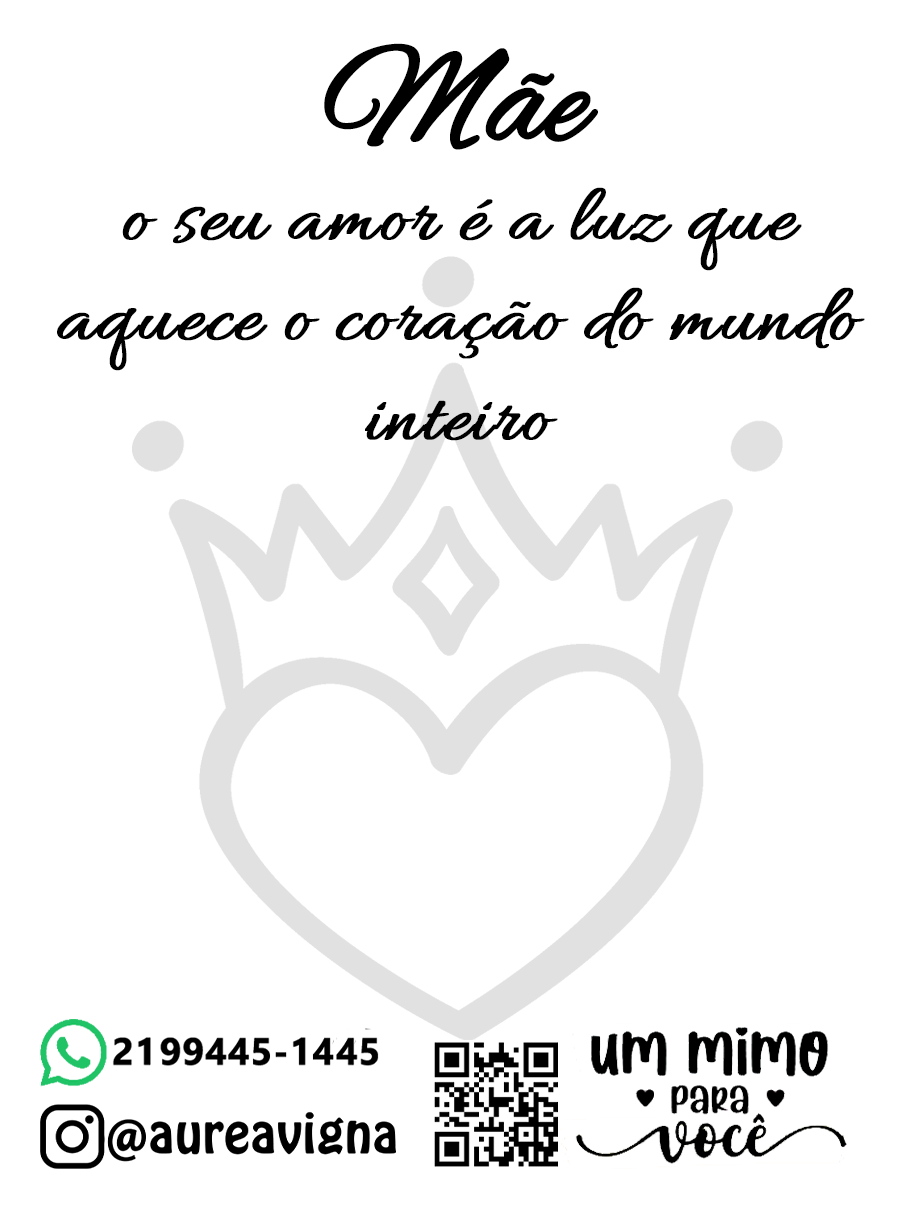 Mãe
o seu amor é a luz que
aquece o coração do mundo
inteiro
2199445-1445
@aureavigna
um mimo
para
você